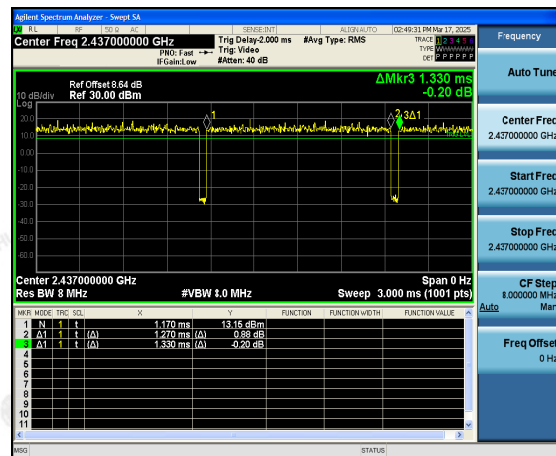 Agilent Spectrum Analyzer - Swept SA
RL RF 50 Ω AC SENSE:INT ALIGNAUTO 02:49:31 PM Mar 17, 2025
Center Freq 2.437000000 GHz
PNO: Fast
IFGain:Low
Trig Delay-2.000 ms
Trig: Video
#Atten: 40 dB
#Avg Type: RMS
TRACE 1 2 3 4 5 6
TYPE
DET P P P P P P
Frequency
Ref Offset 8.64 dB
Ref 30.00 dBm
ΔMkr3 1.330 ms
-0.20 dB
10 dB/div
Log
20.0
10.0
0.00
-10.0
-20.0
-30.0
-40.0
-50.0
-60.0
1
2
3Δ1
Center 2.437000000 GHz
Span 0 Hz
Res BW 8 MHz
#VBW 8.0 MHz
Sweep 3.000 ms (1001 pts)
MKR MODE TRC SCL X Y FUNCTION FUNCTION WIDTH FUNCTION VALUE
1 N 1 t 1.170 ms 13.15 dBm
2 Δ1 1 t (Δ) 1.270 ms (Δ) 0.88 dB
3 Δ1 1 t (Δ) 1.330 ms (Δ) -0.20 dB
4
5
6
7
8
9
10
11
MSG
STATUS
Auto Tune
Center Freq
2.437000000 GHz
Start Freq
2.437000000 GHz
Stop Freq
2.437000000 GHz
CF Step
8.000000 MHz
Auto Man
Freq Offset
0 Hz